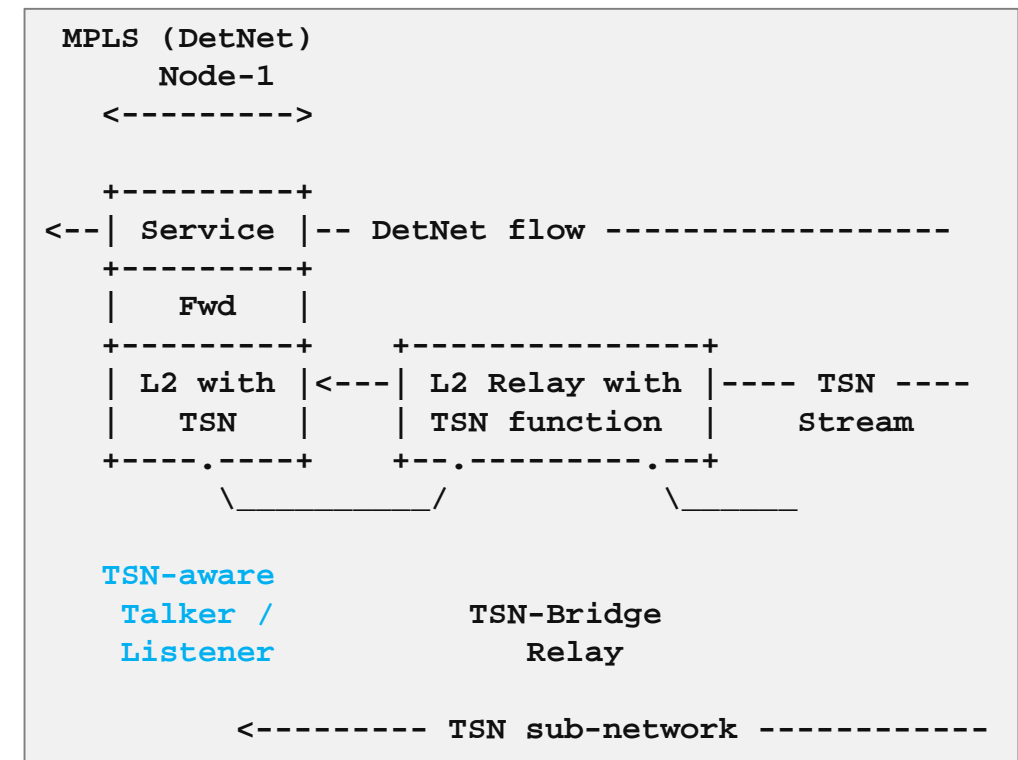 MPLS (DetNet)
Node-1
<--------->
+---------+
<--| Service |-- DetNet flow ------------------
+---------+
|   Fwd   |
+---------+    +---------------+
| L2 with |<---| L2 Relay with |---- TSN ----
|   TSN   |    | TSN function  |    Stream
+----.----+    +--.---------.--+
\__________/           \______
TSN-aware
Talker /        TSN-Bridge
Listener           Relay
<--------- TSN sub-network ------------